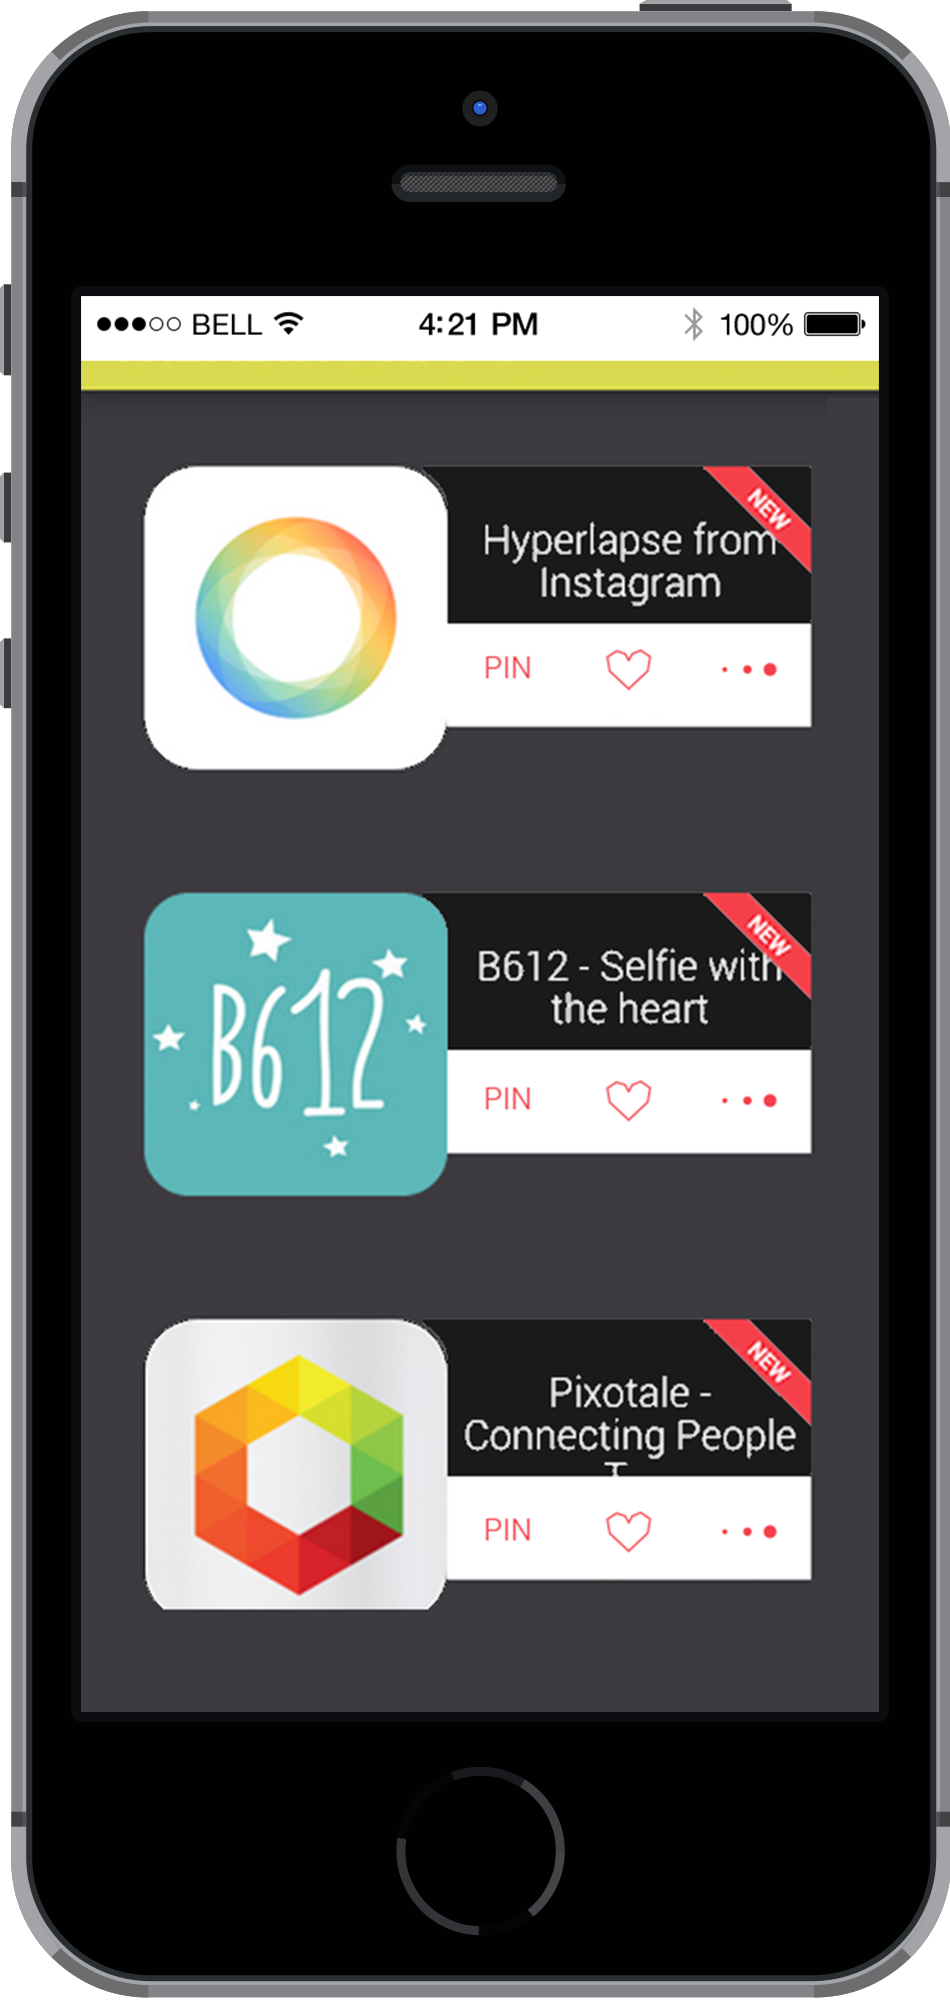 BELL 4:21 PM 100%
NEW
Hyperlapse from
Instagram
PIN
B612
NEW
B612 - Selfie with
the heart
PIN
NEW
Pixotale -
Connecting People
PIN